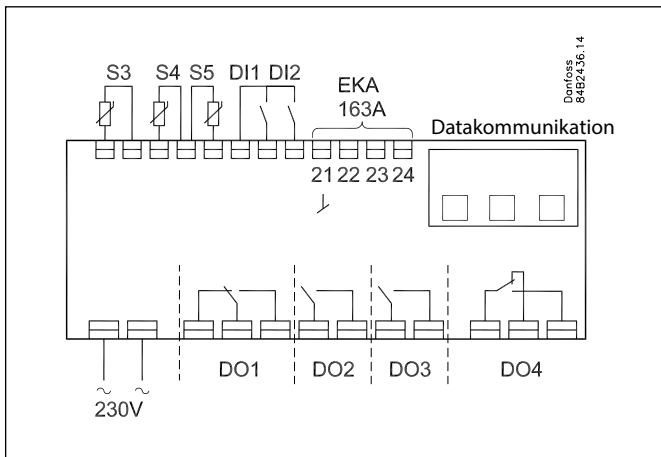 S3 S4 S5 DI1 DI2
EKA
163A
Danfoss
84B2436.14
Datakommunikation
21 22 23 24
DO1 DO2 DO3 DO4
~ ~
230V